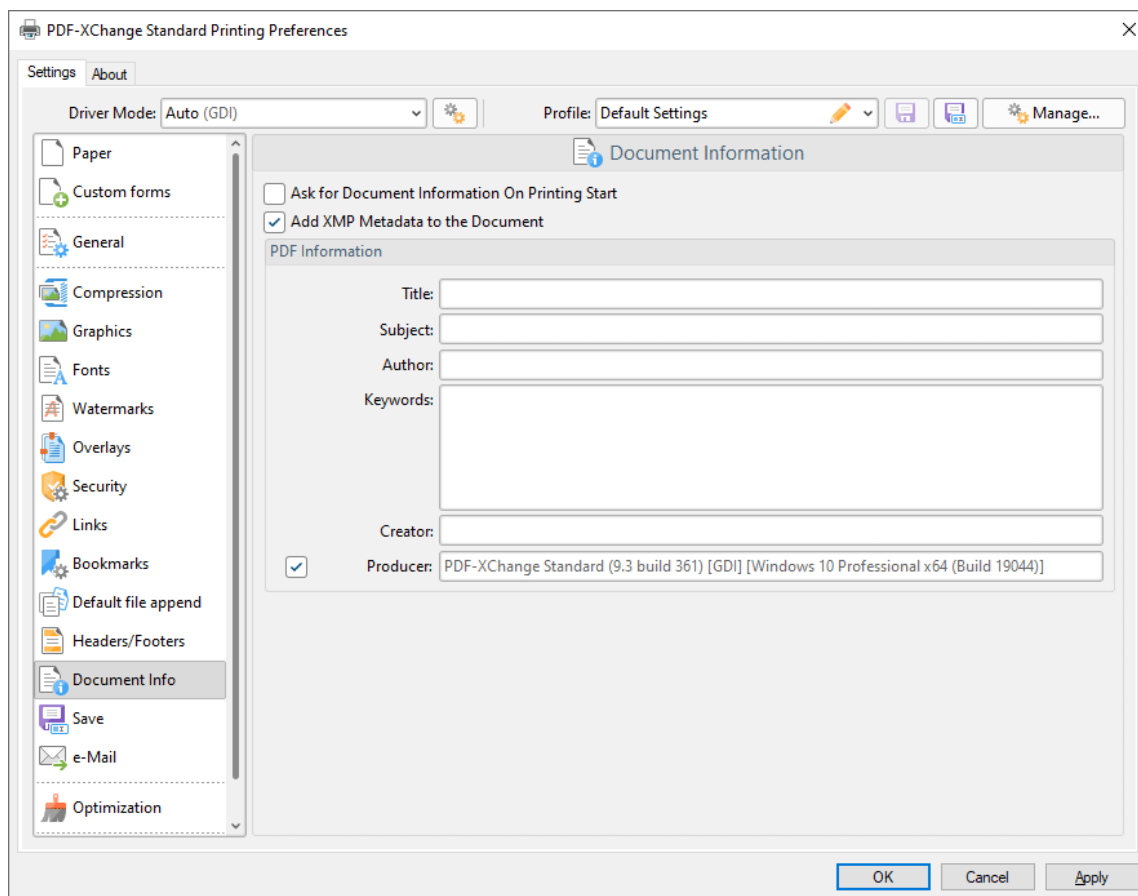 PDF-XChange Standard Printing Preferences
Settings About
Driver Mode: Auto (GDI) Profile: Default Settings Manage...
Paper
Custom forms
General
Compression
Graphics
Fonts
Watermarks
Overlays
Security
Links
Bookmarks
Default file append
Headers/Footers
Document Info
Save
e-Mail
Optimization
Document Information
Ask for Document Information On Printing Start
Add XMP Metadata to the Document
PDF Information
Title:
Subject:
Author:
Keywords:
Creator:
Producer: PDF-XChange Standard (9.3 build 361) [GDI] [Windows 10 Professional x64 (Build 19044)]
OK Cancel Apply